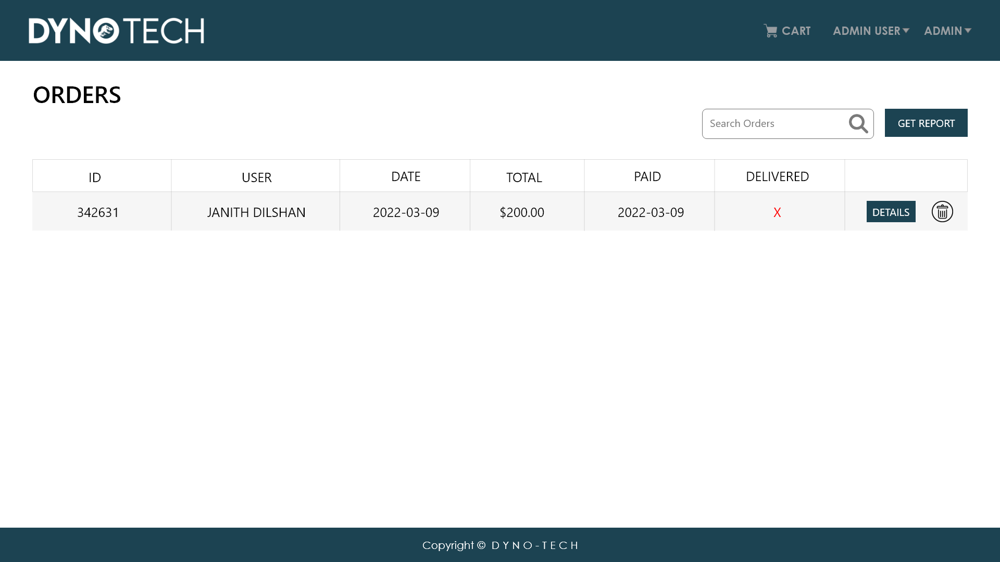 DYNOTECH
CART ADMIN USER ADMIN
ORDERS
Search Orders GET REPORT
ID USER DATE TOTAL PAID DELIVERED
342631 JANITH DILSHAN 2022-03-09 $200.00 2022-03-09 X DETAILS
Copyright © DYNO-TECH